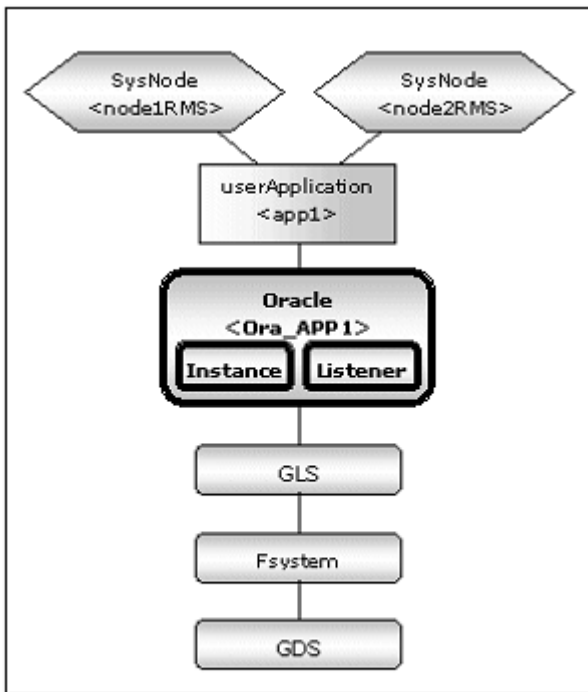 SysNode
<node1RMS>
SysNode
<node2RMS>
userApplication
<app1>
Oracle
<Ora_APP1>
Instance
Listener
GLS
Fsystem
GDS